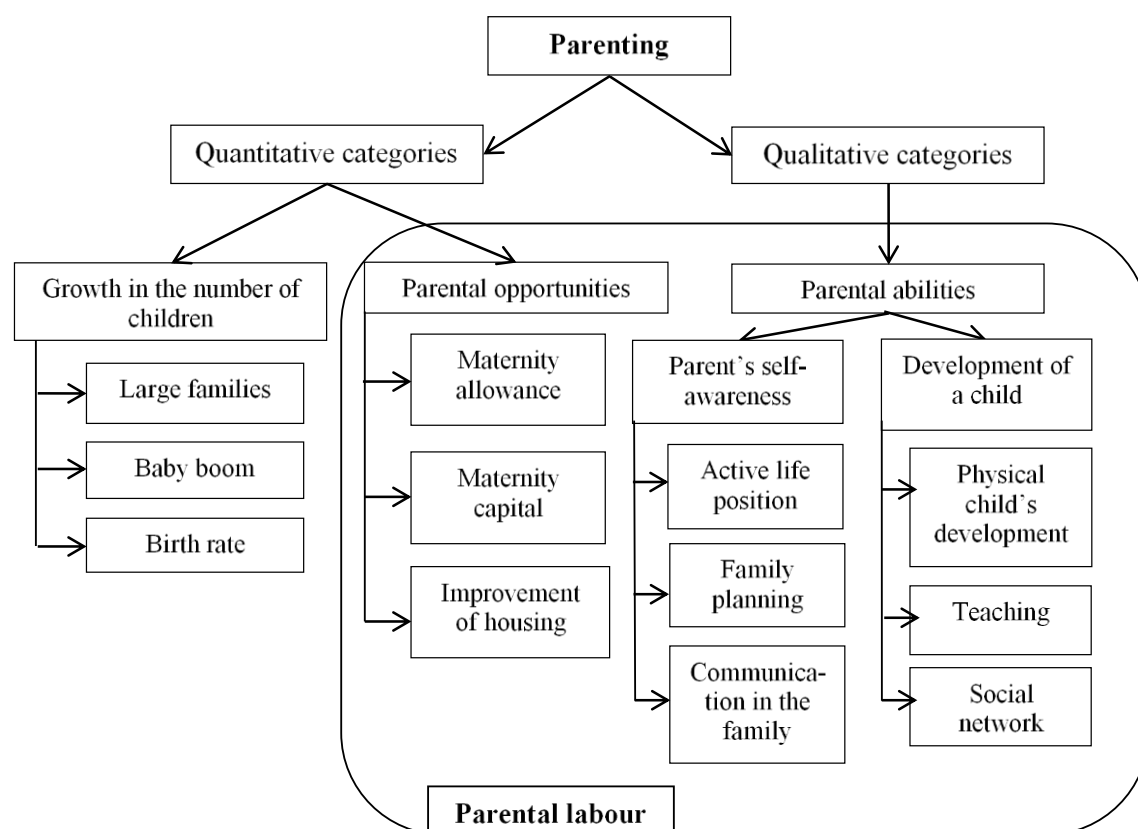 Parenting
Quantitative categories
Qualitative categories
Growth in the number of
children
Parental opportunities
Parental abilities
Large families
Baby boom
Birth rate
Maternity
allowance
Maternity
capital
Improvement
of housing
Parent`s self-
awareness
Active life
position
Family
planning
Communica-
tion in the
family
Development of
a child
Physical
child`s
development
Teaching
Social
network
Parental labour